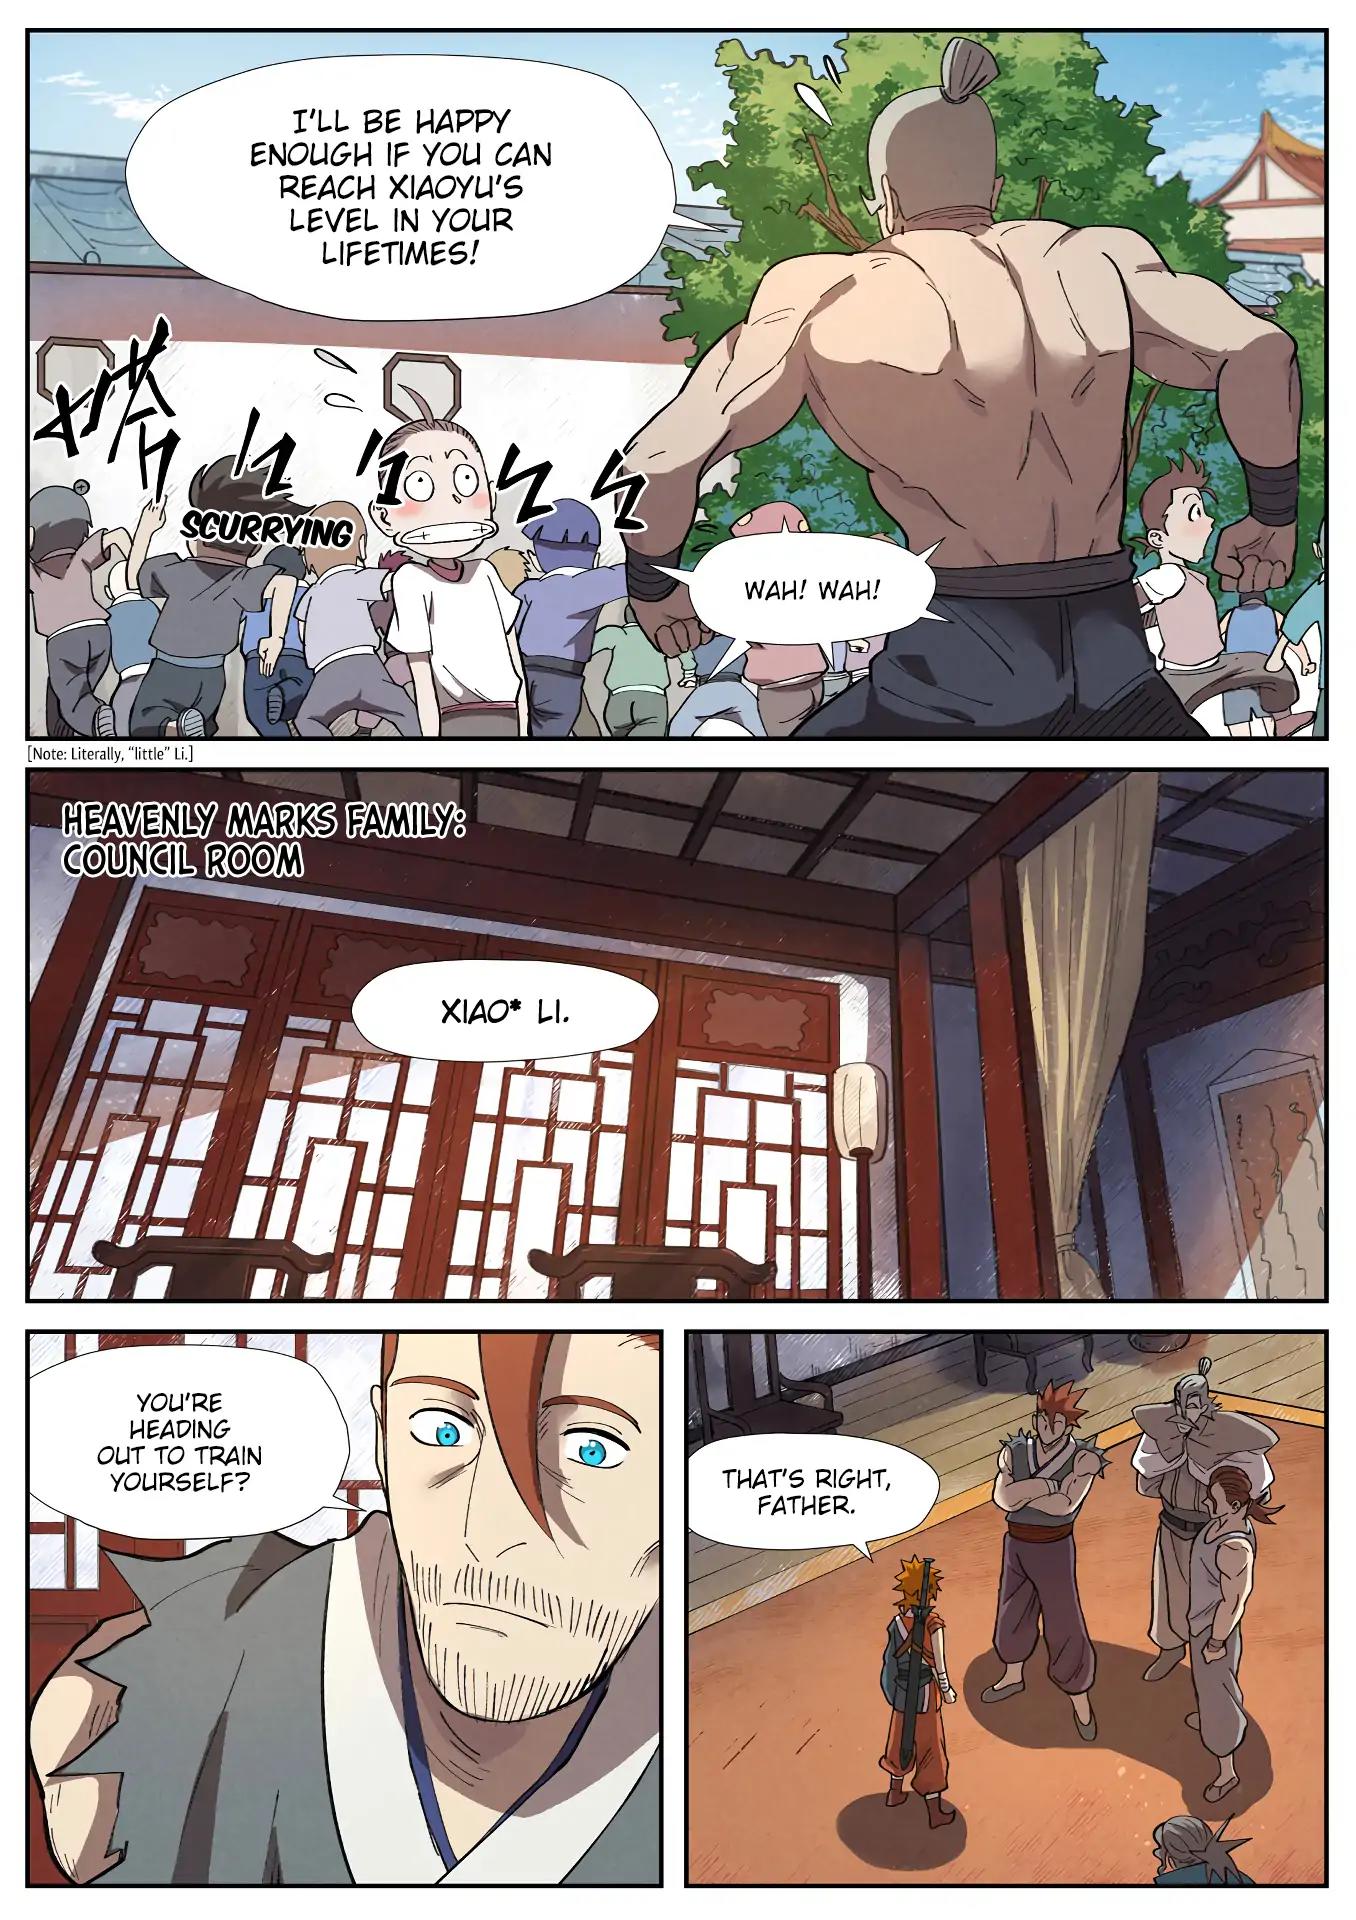 I'LL BE HAPPY
ENOUGH IF YOU CAN
REACH XIAOYU'S
LEVEL IN YOUR
LIFETIMES!
SCURRYING
WAH! WAH!
[Note: Literally, "little" Li.]
HEAVENLY MARKS FAMILY:
COUNCIL ROOM
XIAO* LI.
YOU'RE
HEADING
OUT TO TRAIN
YOURSELF?
THAT'S RIGHT,
FATHER.